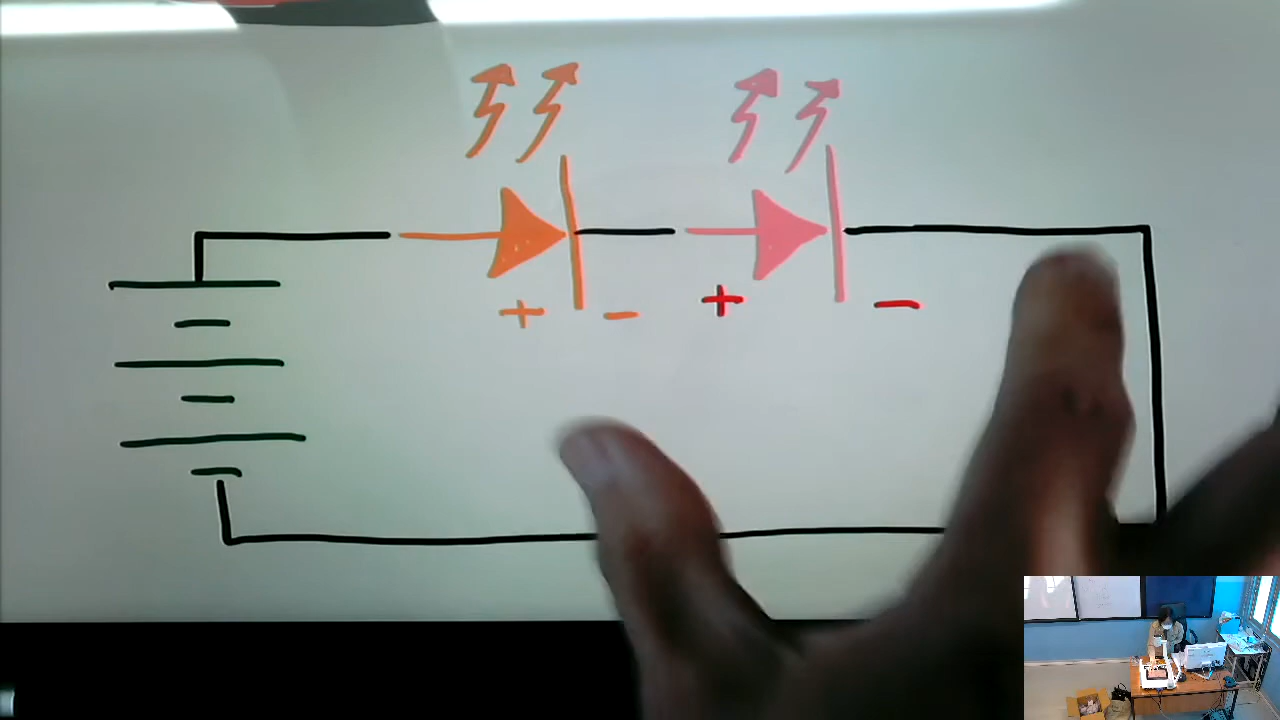 + - + -